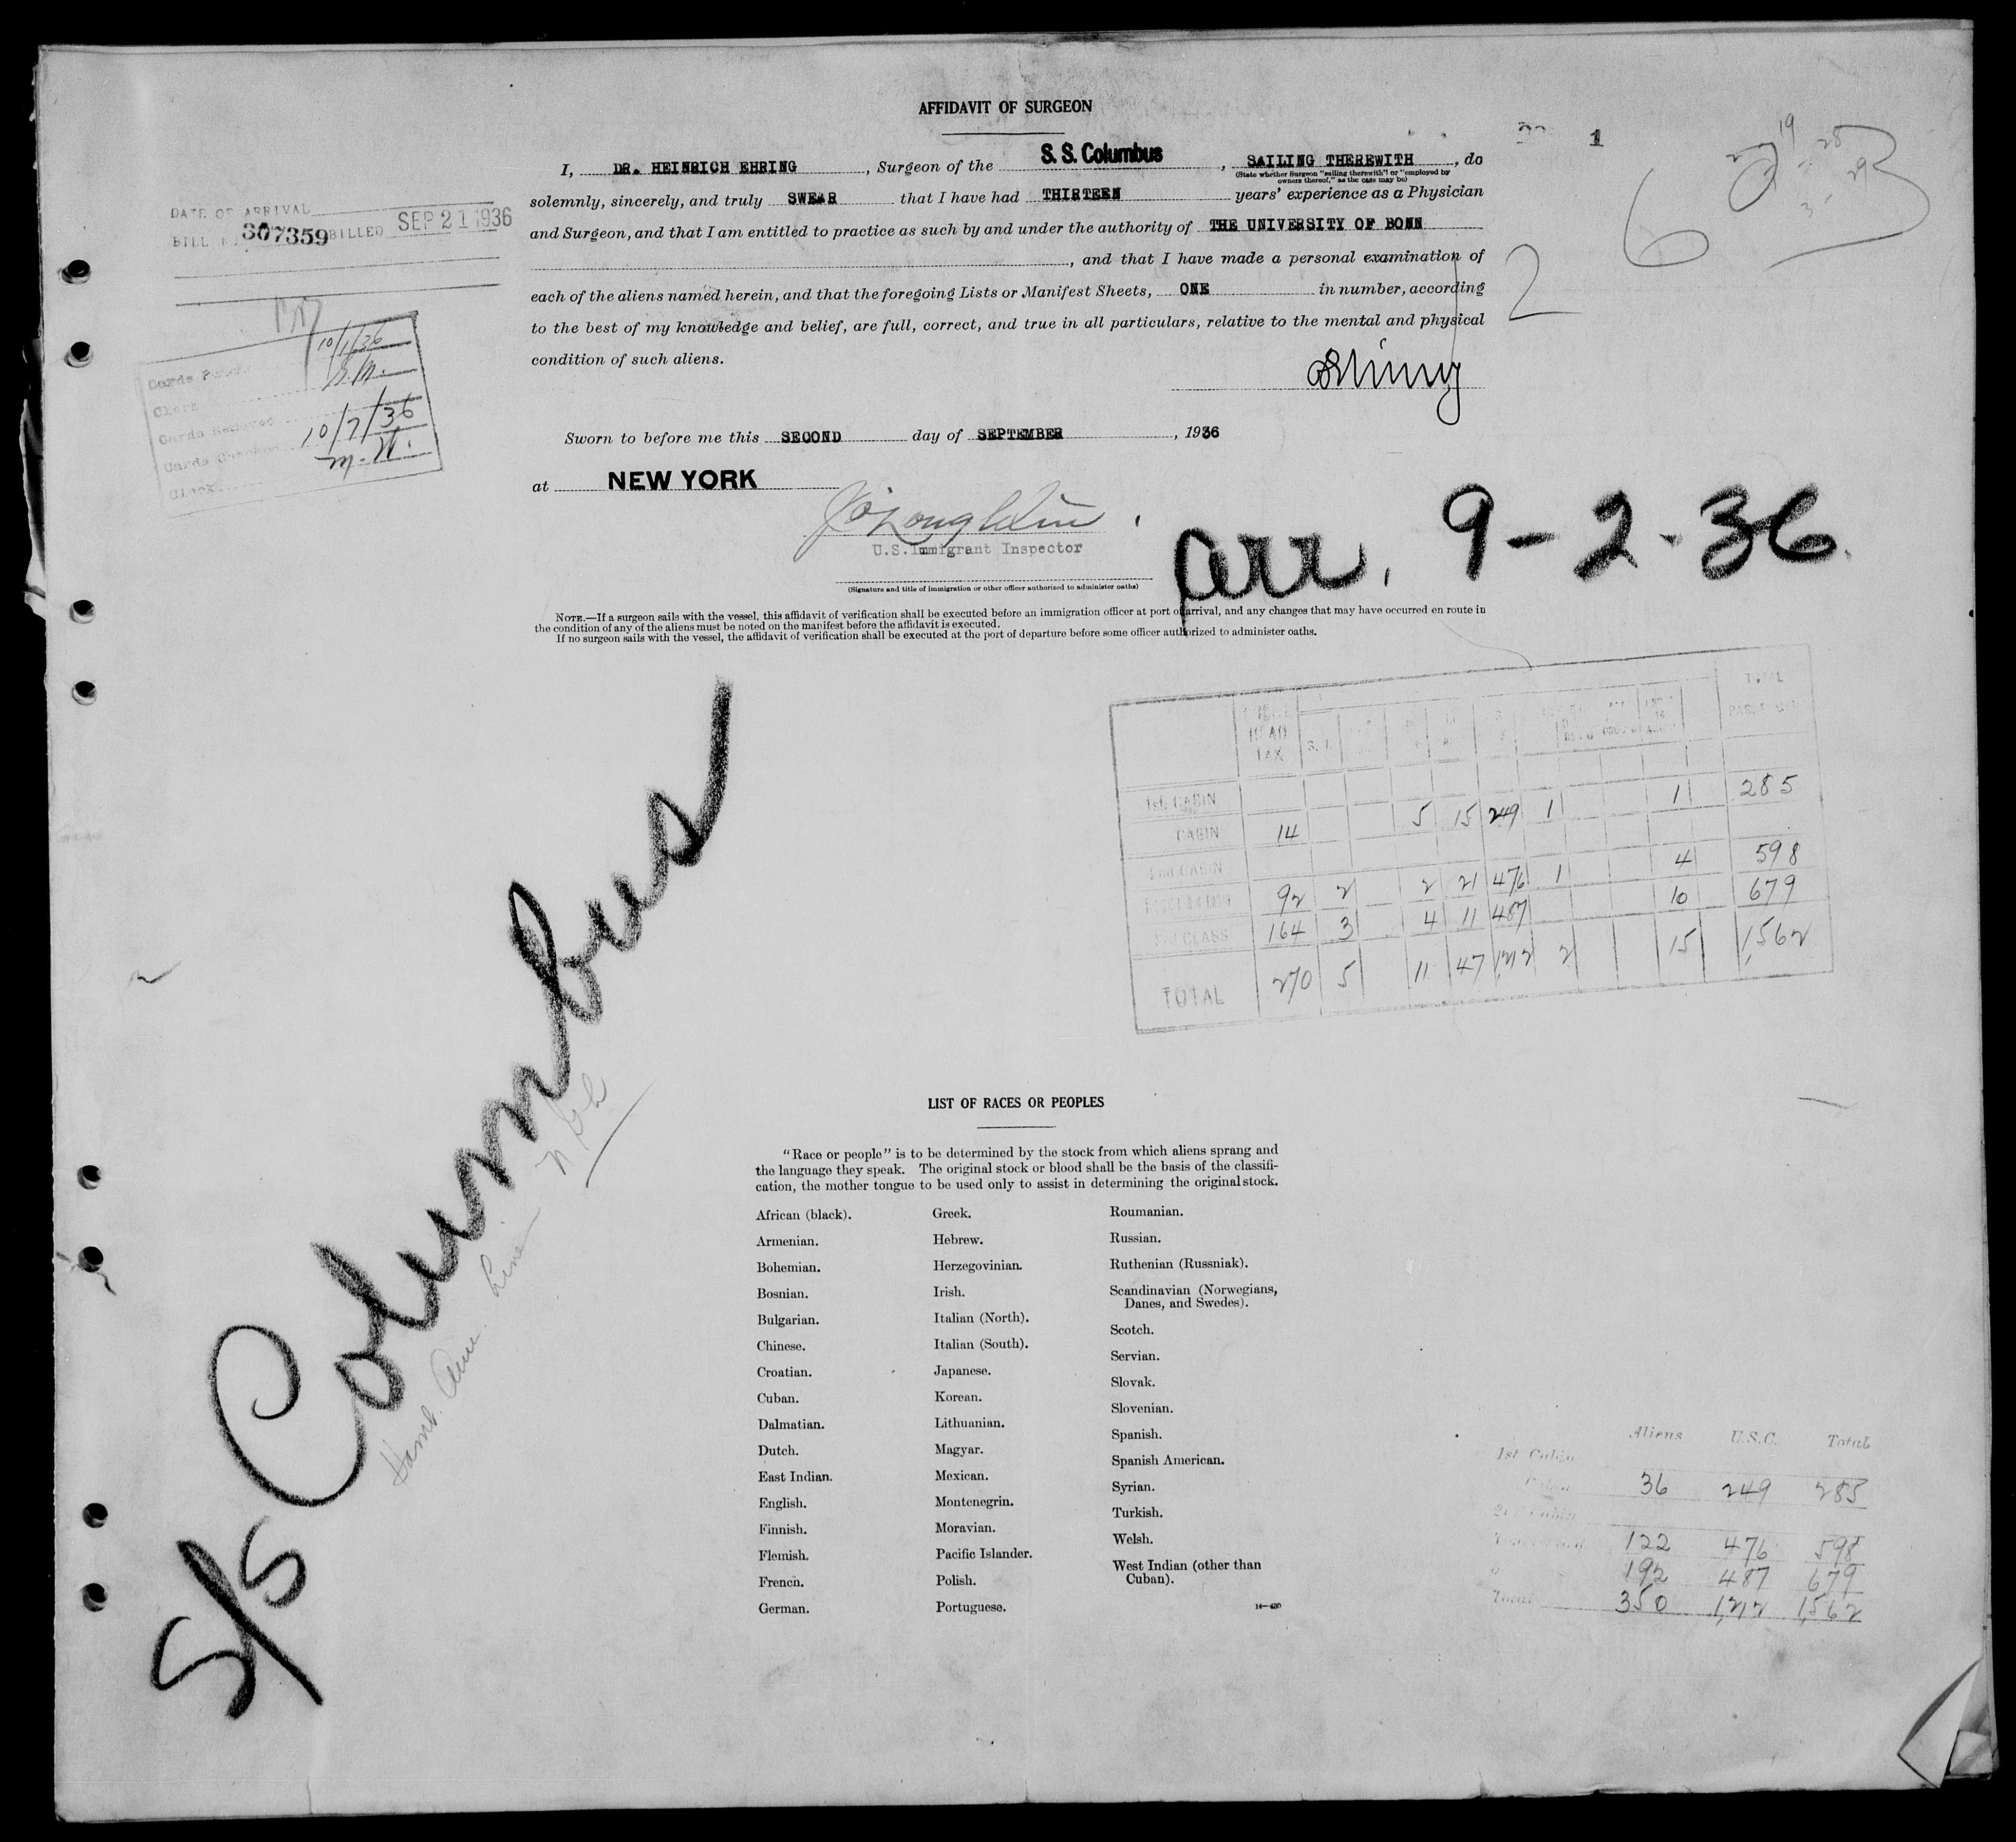 AFFIDAVIT OF SURGEON
I, DR. HEINRICH EHRING, Surgeon of the S. S. Columbus, SAILING THEREWITH, do
(State whether Surgeon "sailing therewith" or "employed by
owners thereof," as the case may be)
solemnly, sincerely, and truly SWEAR that I have had THIRTEEN years' experience as a Physician
and Surgeon, and that I am entitled to practice as such by and under the authority of THE UNIVERSITY OF BONN
, and that I have made a personal examination of
each of the aliens named herein, and that the foregoing Lists or Manifest Sheets, ONE in number, according
to the best of my knowledge and belief, are full, correct, and true in all particulars, relative to the mental and physical
condition of such aliens.
Sworn to before me this SECOND day of SEPTEMBER, 1936
at NEW YORK
U.S. Immigrant Inspector
(Signature and title of immigration or other officer authorized to administer oaths)
NOTE.—If a surgeon sails with the vessel, this affidavit of verification shall be executed before an immigration officer at port of arrival, and any changes that may have occurred en route in
the condition of any of the aliens must be noted on the manifest before the affidavit is executed.
If no surgeon sails with the vessel, the affidavit of verification shall be executed at the port of departure before some officer authorized to administer oaths.
1
6
2
DATE OF ARRIVAL
BILL 307359 BILLED SEP 21 1936
10/1/36
Clerk
10/7/36
Clerk
arr. 9-2-36
S/S Columbus
Hamb. Ame. Line
HEAD
TAX
S. I.
TOTAL
1st. CABIN
CABIN 14 5 15 249 1 1 285
2nd CABIN
92 2 2 21 476 1 4 598
3rd CLASS 164 3 4 11 487 10 679
TOTAL 270 5 11 47 1,212 2 15 1,562
LIST OF RACES OR PEOPLES
"Race or people" is to be determined by the stock from which aliens sprang and
the language they speak. The original stock or blood shall be the basis of the classifi-
cation, the mother tongue to be used only to assist in determining the original stock.
African (black).
Armenian.
Bohemian.
Bosnian.
Bulgarian.
Chinese.
Croatian.
Cuban.
Dalmatian.
Dutch.
East Indian.
English.
Finnish.
Flemish.
French.
German.
Greek.
Hebrew.
Herzegovinian.
Irish.
Italian (North).
Italian (South).
Japanese.
Korean.
Lithuanian.
Magyar.
Mexican.
Montenegrin.
Moravian.
Pacific Islander.
Polish.
Portuguese.
Roumanian.
Russian.
Ruthenian (Russniak).
Scandinavian (Norwegians,
Danes, and Swedes).
Scotch.
Servian.
Slovak.
Slovenian.
Spanish.
Spanish American.
Syrian.
Turkish.
Welsh.
West Indian (other than
Cuban).
Aliens U.S.C. Total
1st Cabin
Cabin 36 249 285
2nd Cabin
122 476 598
192 487 679
Total 350 1,212 1,562